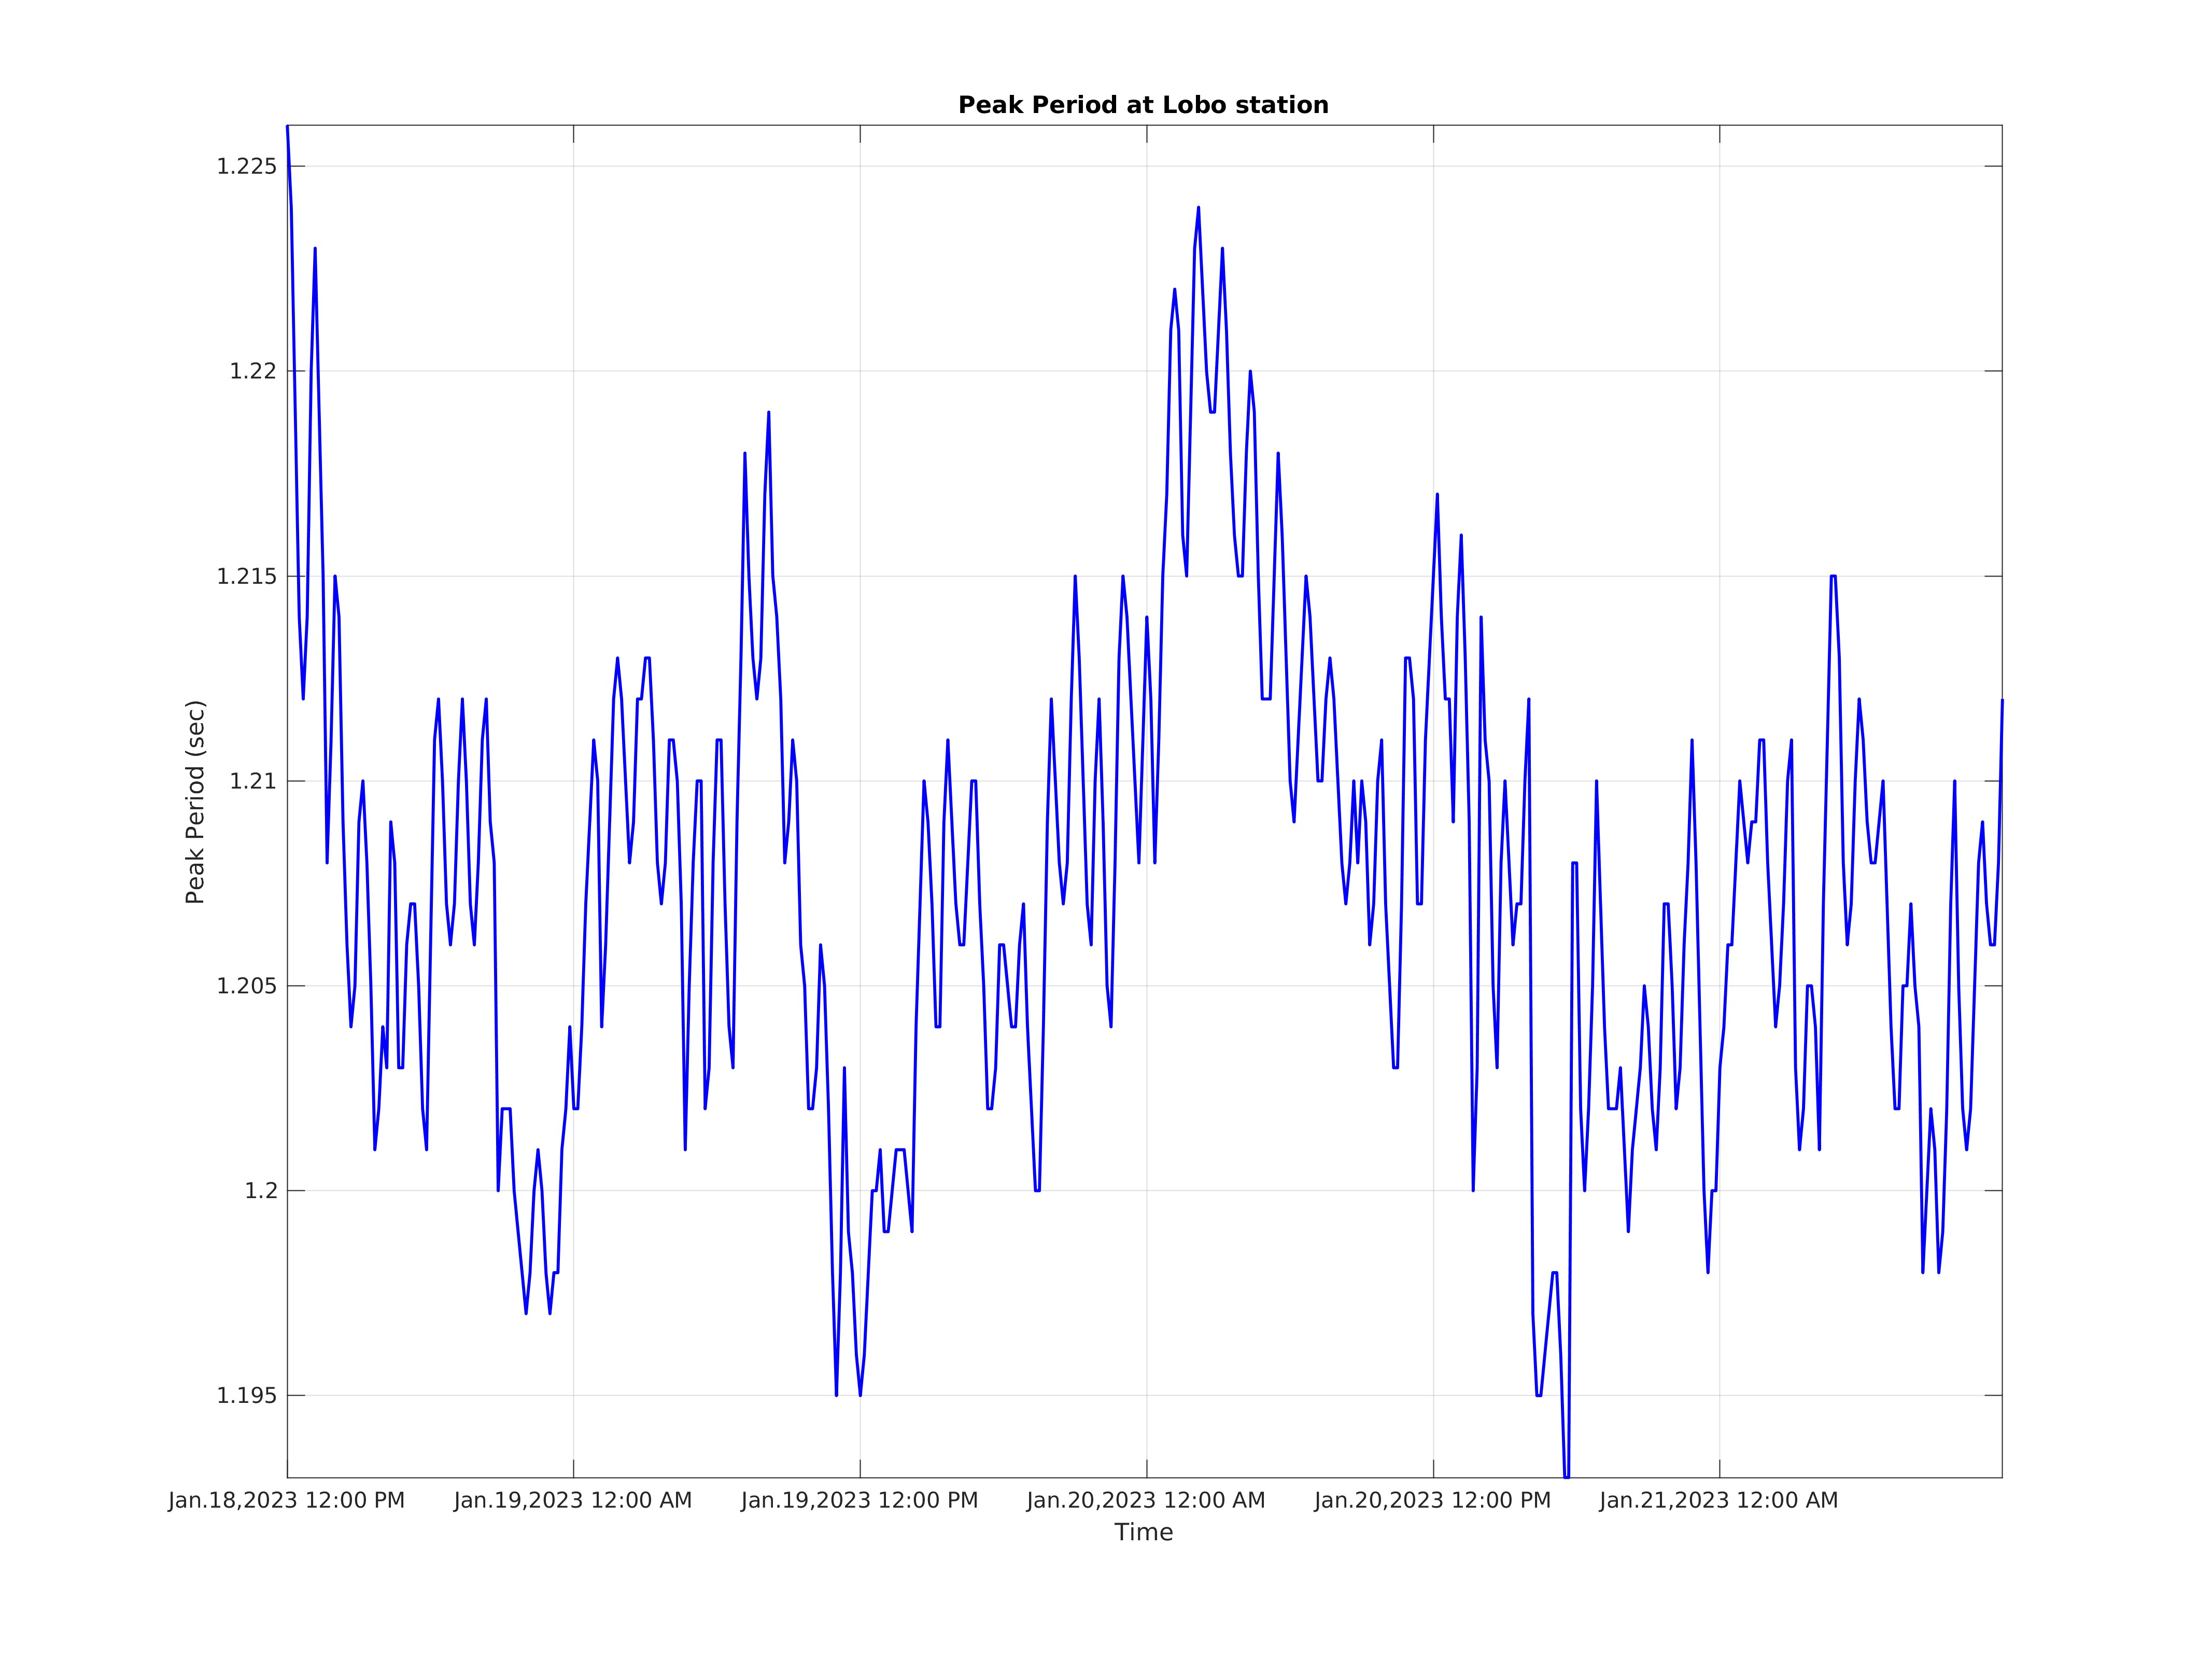 Peak Period at Lobo station
1.225
1.22
1.215
1.21
1.205
1.2
1.195
Peak Period (sec)
Jan.18,2023 12:00 PM
Jan.19,2023 12:00 AM
Jan.19,2023 12:00 PM
Jan.20,2023 12:00 AM
Jan.20,2023 12:00 PM
Jan.21,2023 12:00 AM
Time